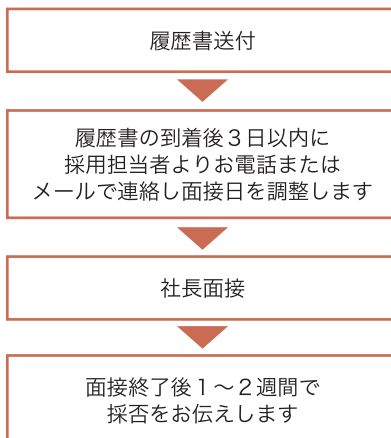 履歴書送付
履歴書の到着後３日以内に
採用担当者よりお電話または
メールで連絡し面接日を調整します
社長面接
面接終了後１～２週間で
採否をお伝えします